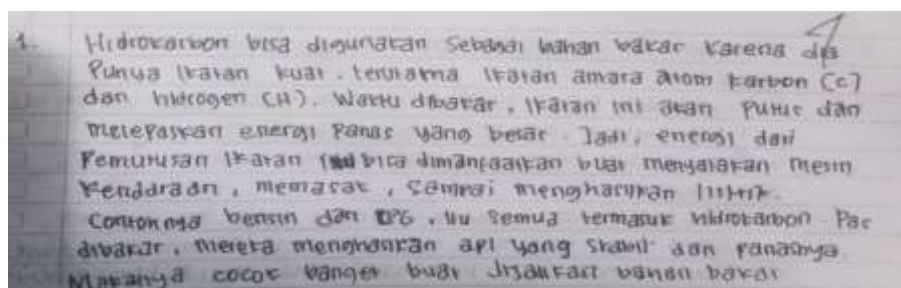 1. Hidrokarbon bisa digunakan sebagai bahan bakar karena dia
Punya ikatan kuat, terutama ikatan antara atom karbon (C)
dan hidrogen (H). Waktu dibakar, ikatan ini akan putus dan
melepaskan energi panas yang besar. Jadi, energi dari
Pemutusan ikatan bisa dimanfaatkan buat menyalakan mesin
Kendaraan, memasak, sampai menghasilkan listrik.
Contohnya bensin dan LPG, itu semua termasuk hidrokarbon. Pas
dibakar, mereka menghasilkan api yang stabil dan panasnya
Makanya cocok banget buat dijadikan bahan bakar